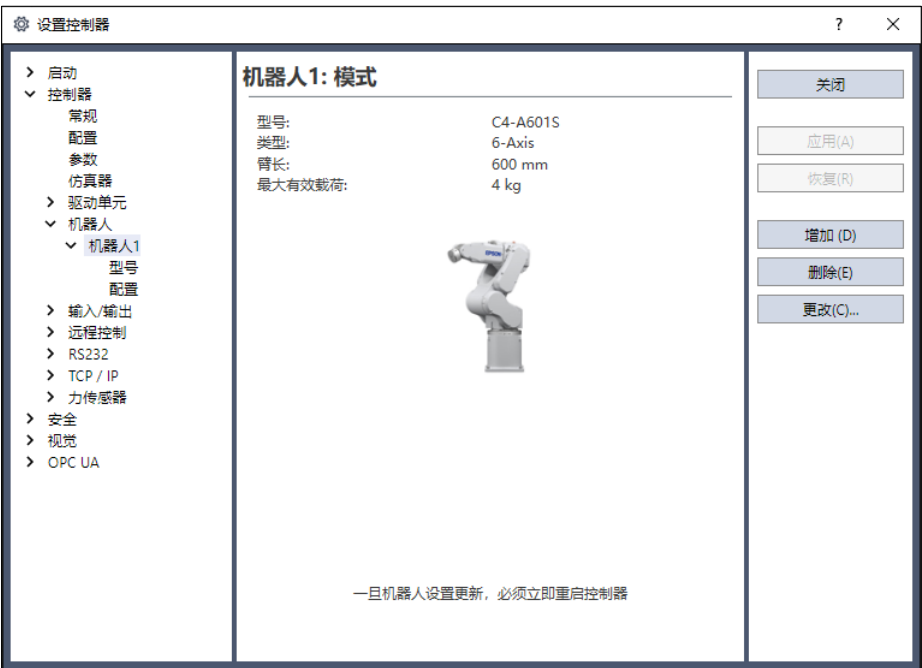 设置控制器
?
启动
控制器
常规
配置
参数
仿真器
驱动单元
机器人
机器人1
型号
配置
输入/输出
远程控制
RS232
TCP / IP
力传感器
安全
视觉
OPC UA
机器人1: 模式
型号: C4-A601S
类型: 6-Axis
臂长: 600 mm
最大有效载荷: 4 kg
EPSON
一旦机器人设置更新，必须立即重启控制器
关闭
应用(A)
恢复(R)
增加 (D)
删除(E)
更改(C)...